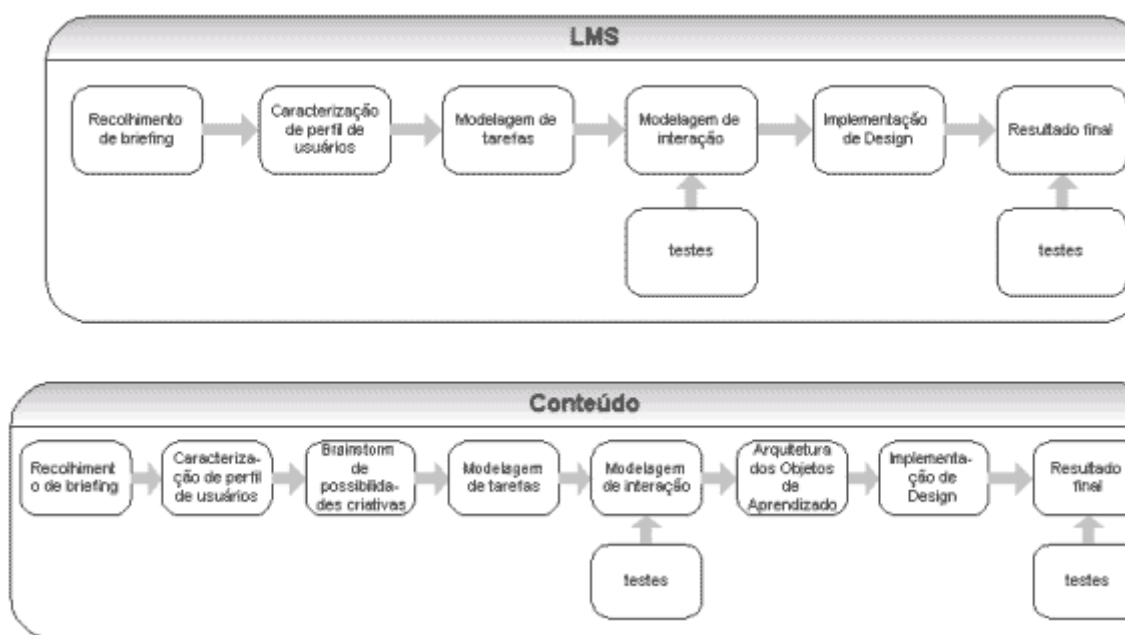 LMS
Recolhimento
de briefing
Caracterização
de perfil de
usuários
Modelagem de
tarefas
Modelagem de
interação
Implementação
de Design
Resultado final
testes
testes
Conteúdo
Recolhiment
o de briefing
Caracteriza-
ção de perfil
de usuários
Brainstorm
de
possibilida-
des criativas
Modelagem
de tarefas
Modelagem
de interação
Arquitetura
dos Objetos
de
Aprendizado
Implementa-
ção de
Design
Resultado
final
testes
testes